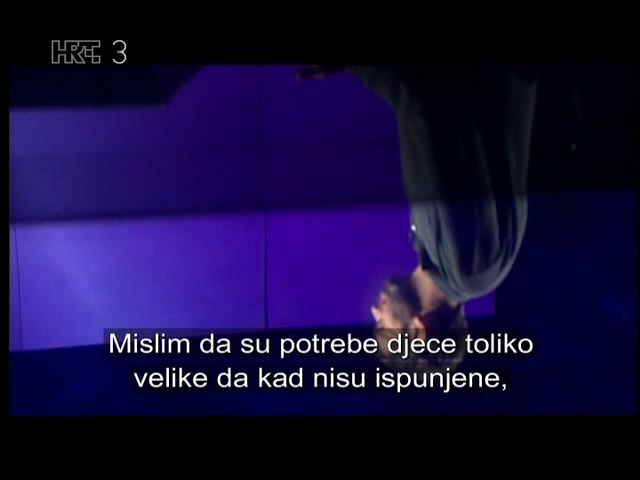 HRT 3
Mislim da su potrebe djece toliko
velike da kad nisu ispunjene,